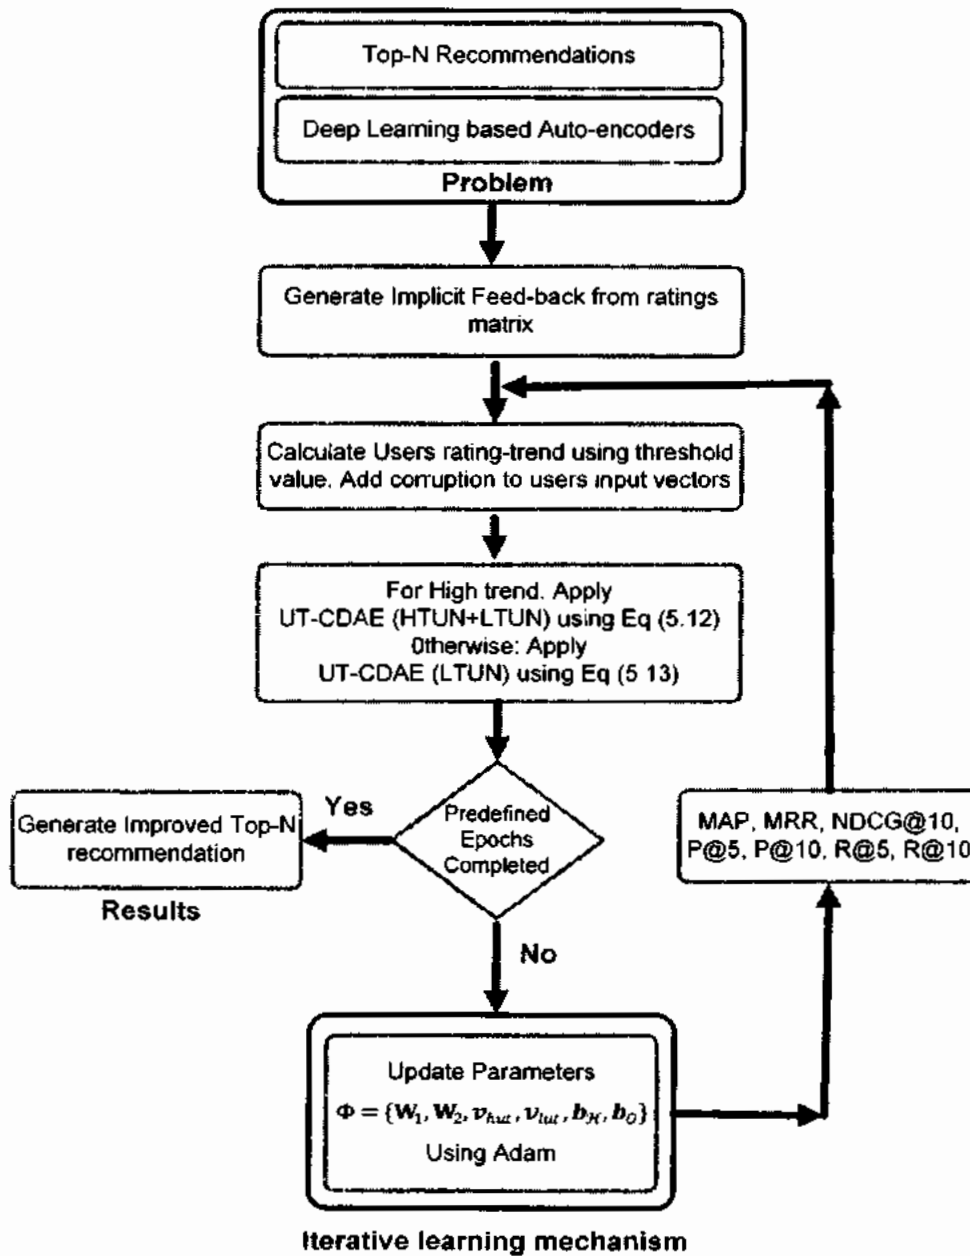 Top-N Recommendations
Deep Learning based Auto-encoders
Problem
Generate Implicit Feed-back from ratings
matrix
Calculate Users rating-trend using threshold
value. Add corruption to users input vectors
For High trend. Apply
UT-CDAE (HTUN+LTUN) using Eq (5.12)
Otherwise: Apply
UT-CDAE (LTUN) using Eq (5 13)
Yes
Predefined
Epochs
Completed
Generate Improved Top-N
recommendation
Results
MAP, MRR, NDCG@10,
P@5, P@10, R@5, R@10
No
Update Parameters
Φ = {W₁, W₂, v_hut, v_lut, b_H, b_O}
Using Adam
Iterative learning mechanism